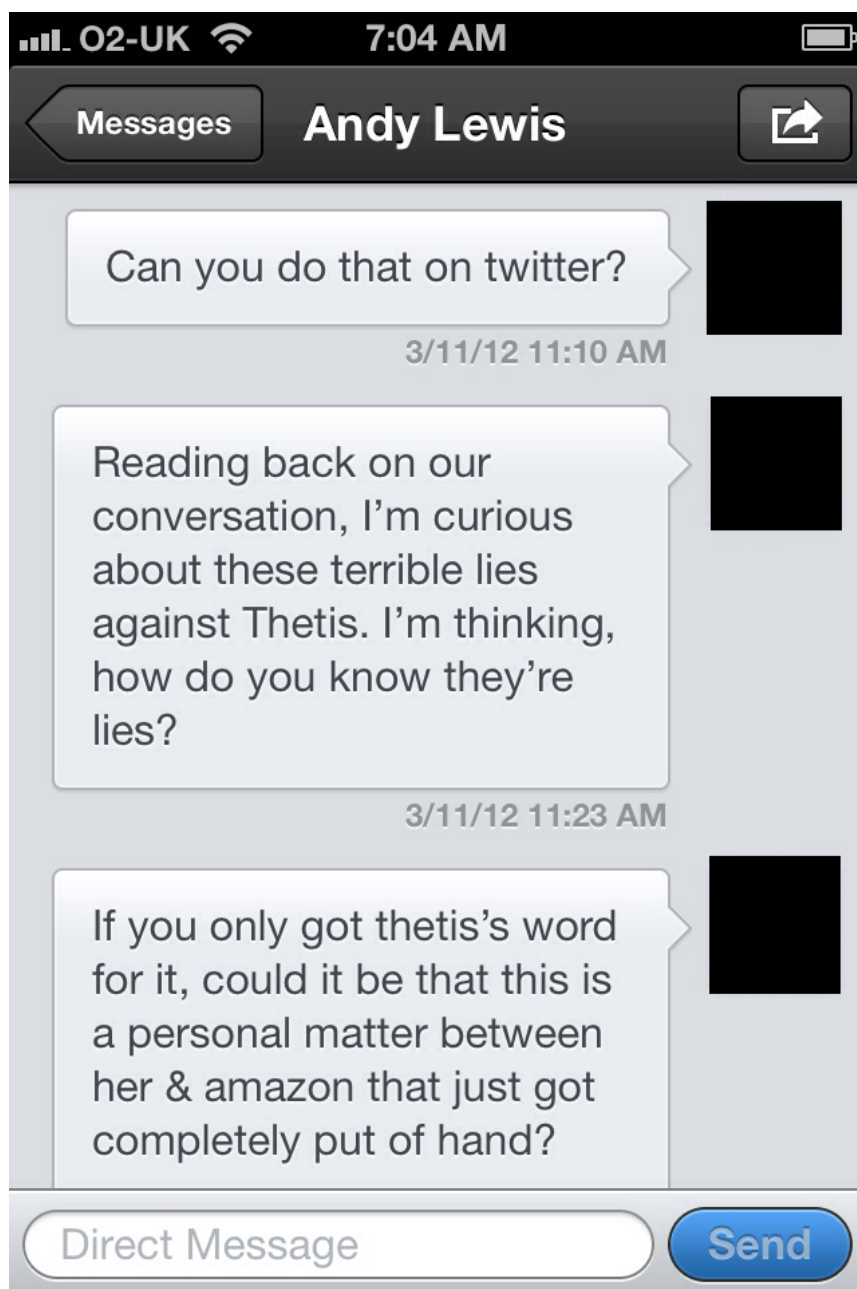 O2-UK 7:04 AM
Messages Andy Lewis
Can you do that on twitter?
3/11/12 11:10 AM
Reading back on our
conversation, I'm curious
about these terrible lies
against Thetis. I'm thinking,
how do you know they're
lies?
3/11/12 11:23 AM
If you only got thetis's word
for it, could it be that this is
a personal matter between
her & amazon that just got
completely put of hand?
Direct Message Send